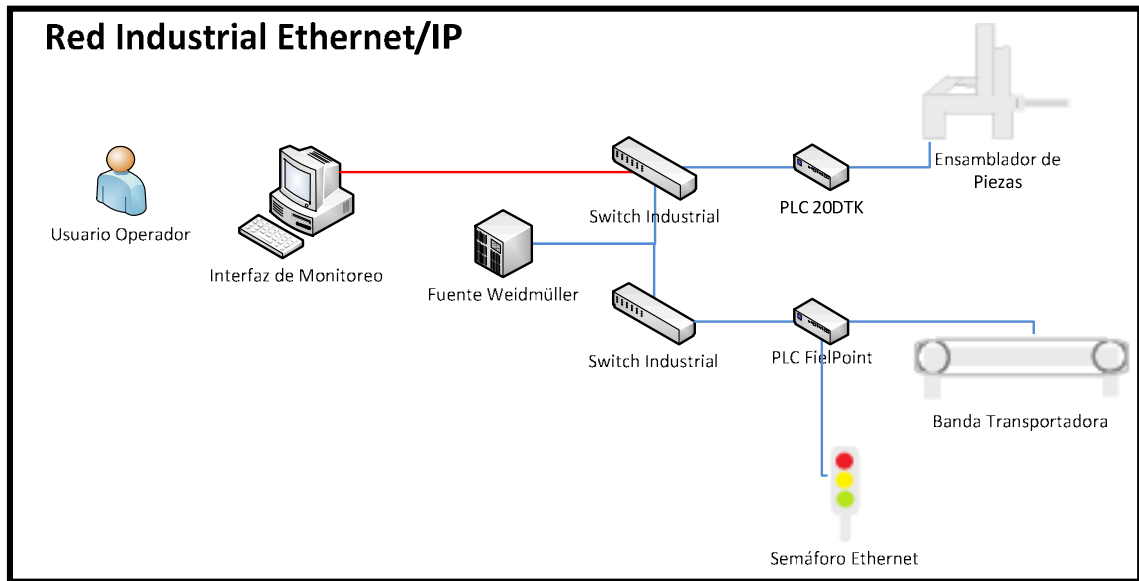 Red Industrial Ethernet/IP
Usuario Operador
Interfaz de Monitoreo
Fuente Weidmüller
Switch Industrial
PLC 20DTK
Ensamblador de
Piezas
Switch Industrial
PLC FielPoint
Banda Transportadora
Semáforo Ethernet